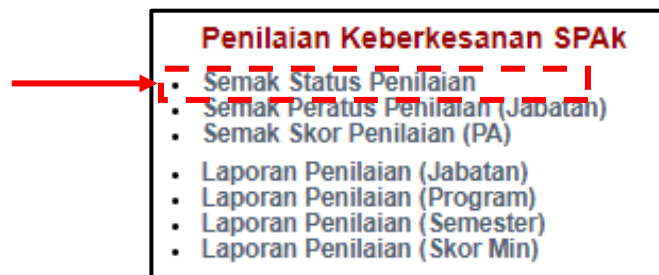 Penilaian Keberkesanan SPAk
• Semak Status Penilaian
• Semak Peratus Penilaian (Jabatan)
• Semak Skor Penilaian (PA)
• Laporan Penilaian (Jabatan)
• Laporan Penilaian (Program)
• Laporan Penilaian (Semester)
• Laporan Penilaian (Skor Min)